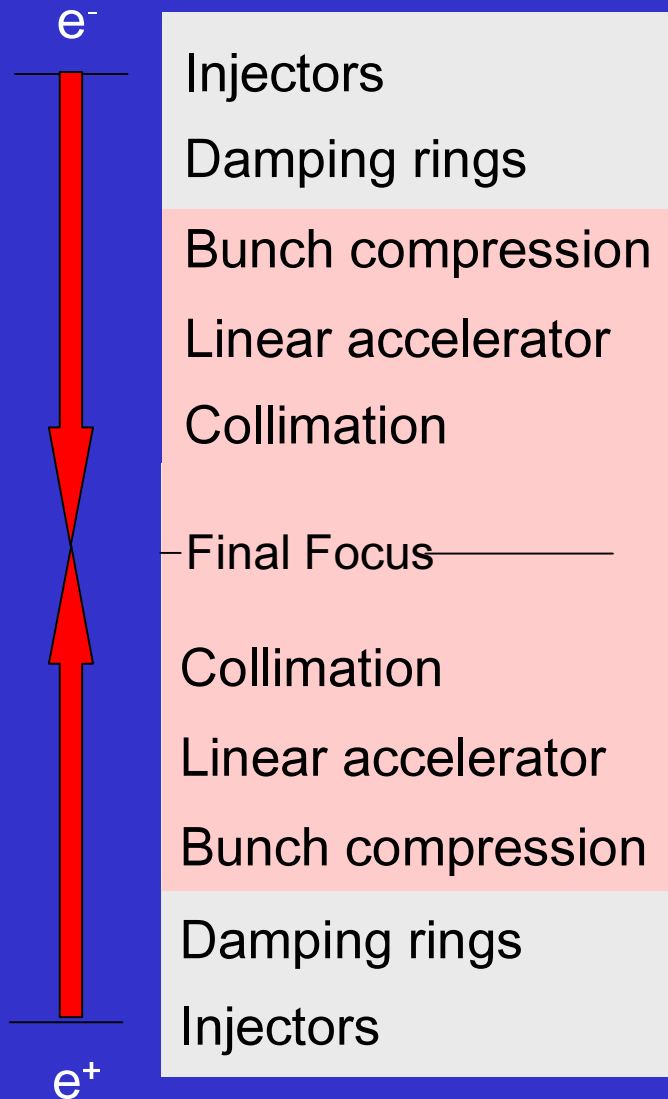 e⁻
Injectors
Damping rings
Bunch compression
Linear accelerator
Collimation
Final Focus
Collimation
Linear accelerator
Bunch compression
Damping rings
Injectors
e⁺